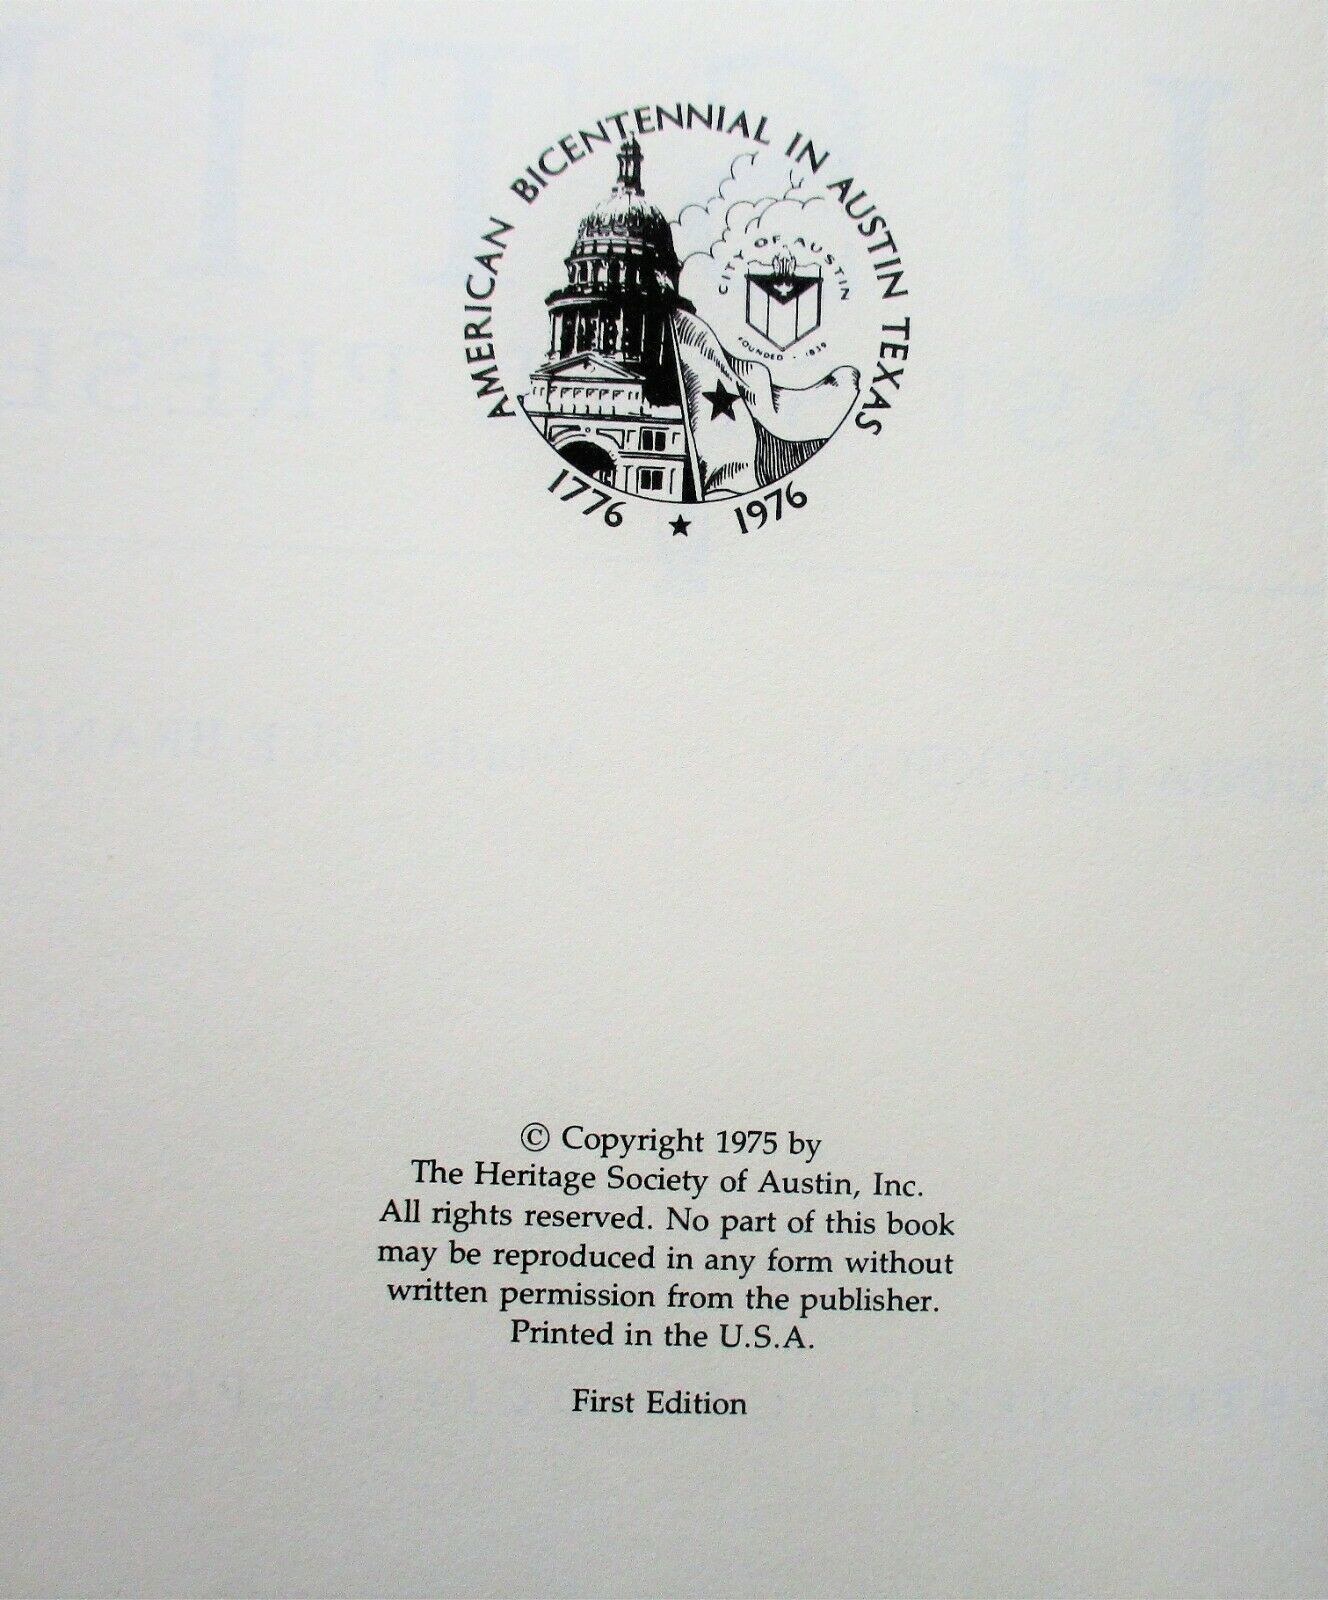 AMERICAN BICENTENNIAL IN AUSTIN TEXAS
CITY OF AUSTIN
FOUNDED · 1839
1776 ★ 1976
© Copyright 1975 by
The Heritage Society of Austin, Inc.
All rights reserved. No part of this book
may be reproduced in any form without
written permission from the publisher.
Printed in the U.S.A.
First Edition